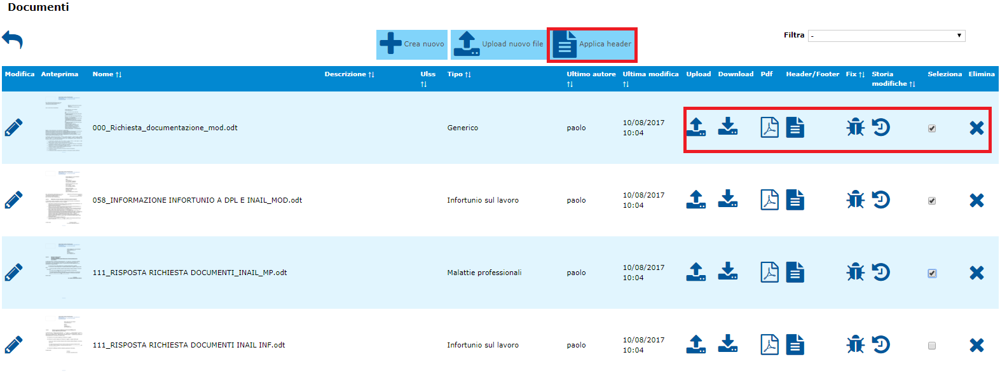 Documenti
Crea nuovo Upload nuovo file Applica header Filtra -
Modifica Anteprima Nome ↑↓ Descrizione ↑↓ Ulss ↑↓ Tipo ↑↓ Ultimo autore ↑↓ Ultima modifica ↑↓ Upload Download Pdf Header/Footer Fix ↑↓ Storia modifiche ↑↓ Seleziona Elimina
000_Richiesta_documentazione_mod.odt Generico paolo 10/08/2017 10:04
058_INFORMAZIONE INFORTUNIO A DPL E INAIL_MOD.odt Infortunio sul lavoro paolo 10/08/2017 10:04
111_RISPOSTA RICHIESTA DOCUMENTI_INAIL_MP.odt Malattie professionali paolo 10/08/2017 10:04
111_RISPOSTA RICHIESTA DOCUMENTI INAIL INF.odt Infortunio sul lavoro paolo 10/08/2017 10:04